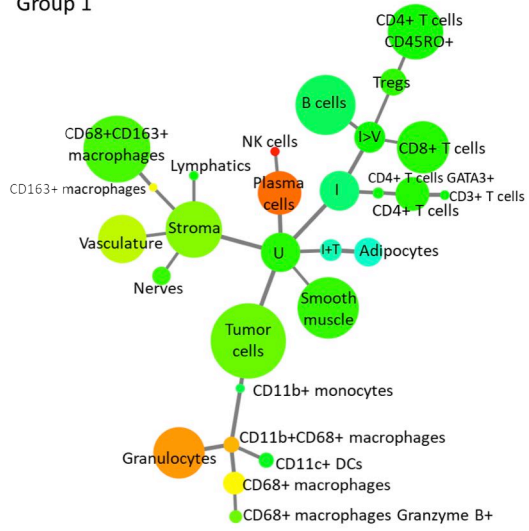 Group 1
CD4+ T cells
CD45RO+
Tregs
B cells
I>V
CD8+ T cells
CD68+CD163+
macrophages
NK cells
Lymphatics
CD4+ T cells GATA3+
CD163+ macrophages
Plasma
cells
I
CD3+ T cells
CD4+ T cells
Stroma
Vasculature
U
I+T
Adipocytes
Nerves
Smooth
muscle
Tumor
cells
CD11b+ monocytes
CD11b+CD68+ macrophages
Granulocytes
CD11c+ DCs
CD68+ macrophages
CD68+ macrophages Granzyme B+